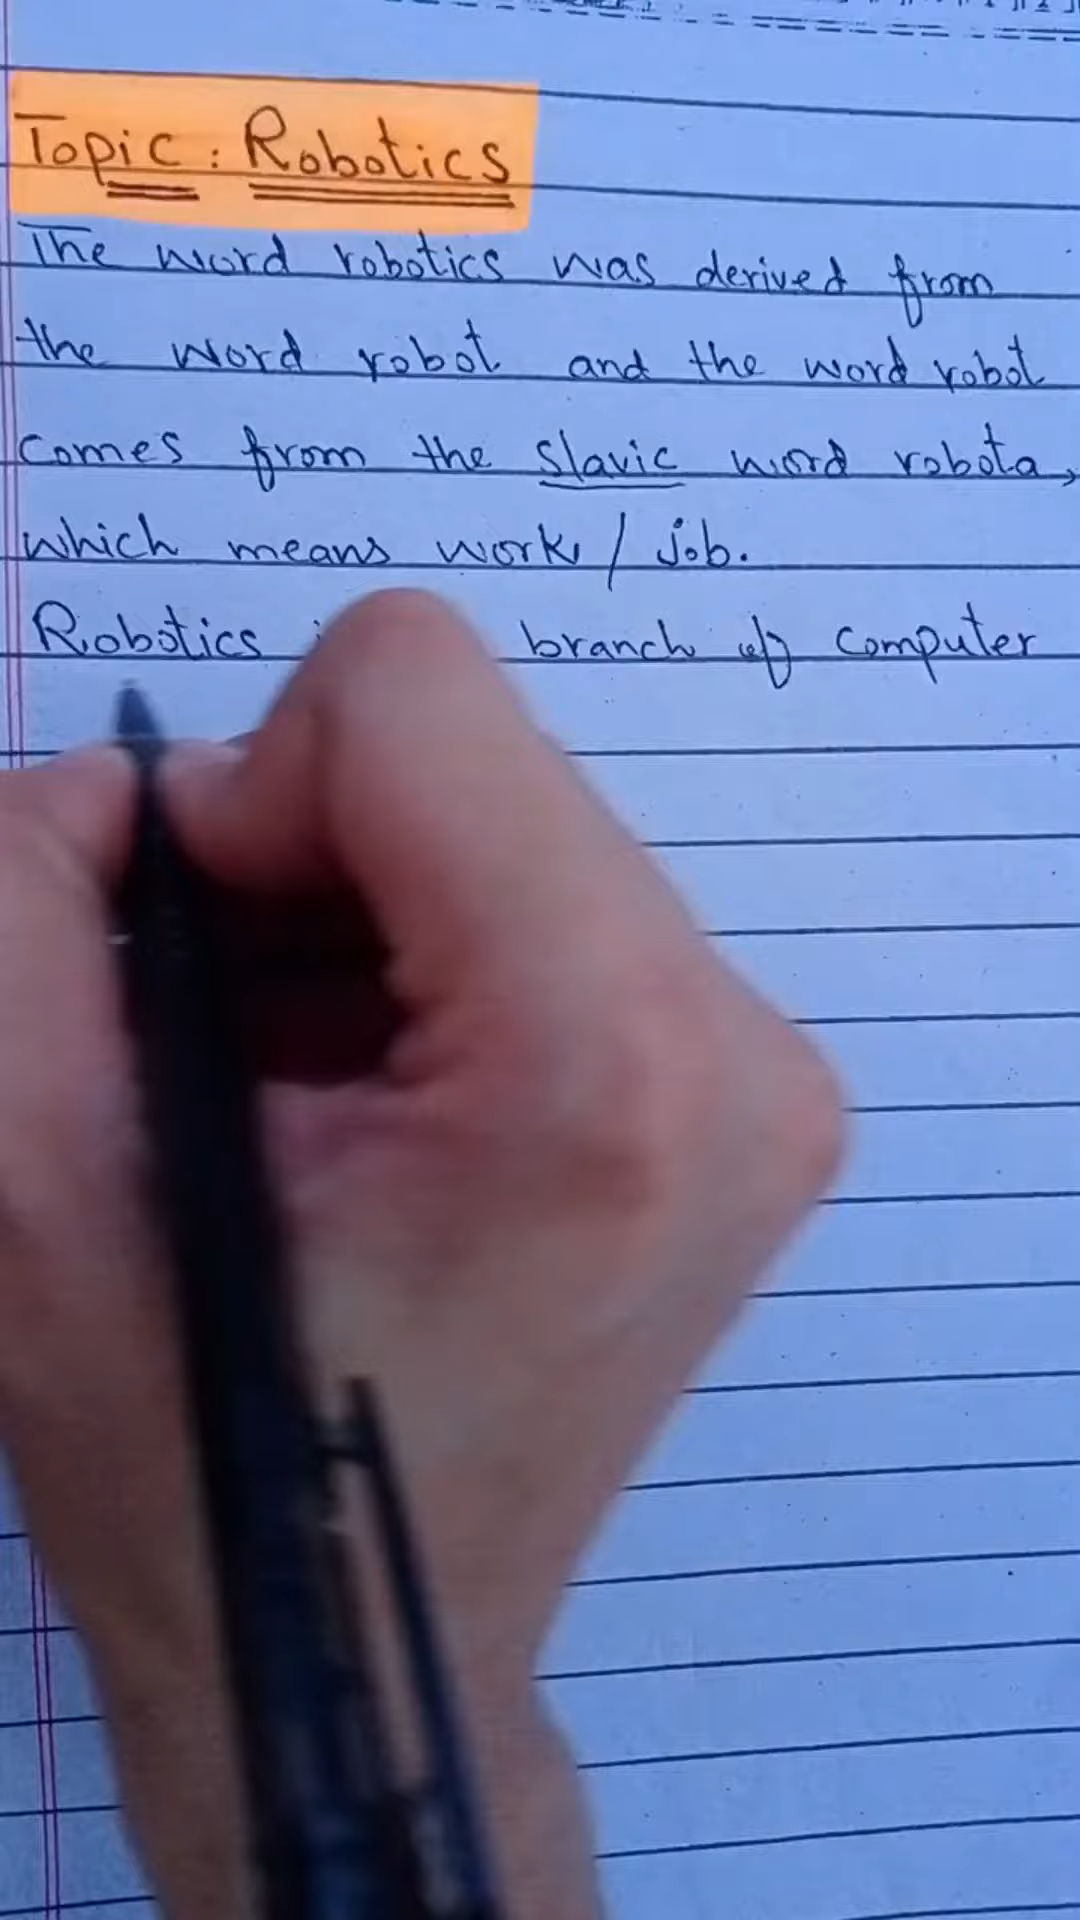 Topic : Robotics
The word robotics was derived from
the word robot and the word robot
comes from the Slavic word robota,
which means work / job.
Robotics branch of computer